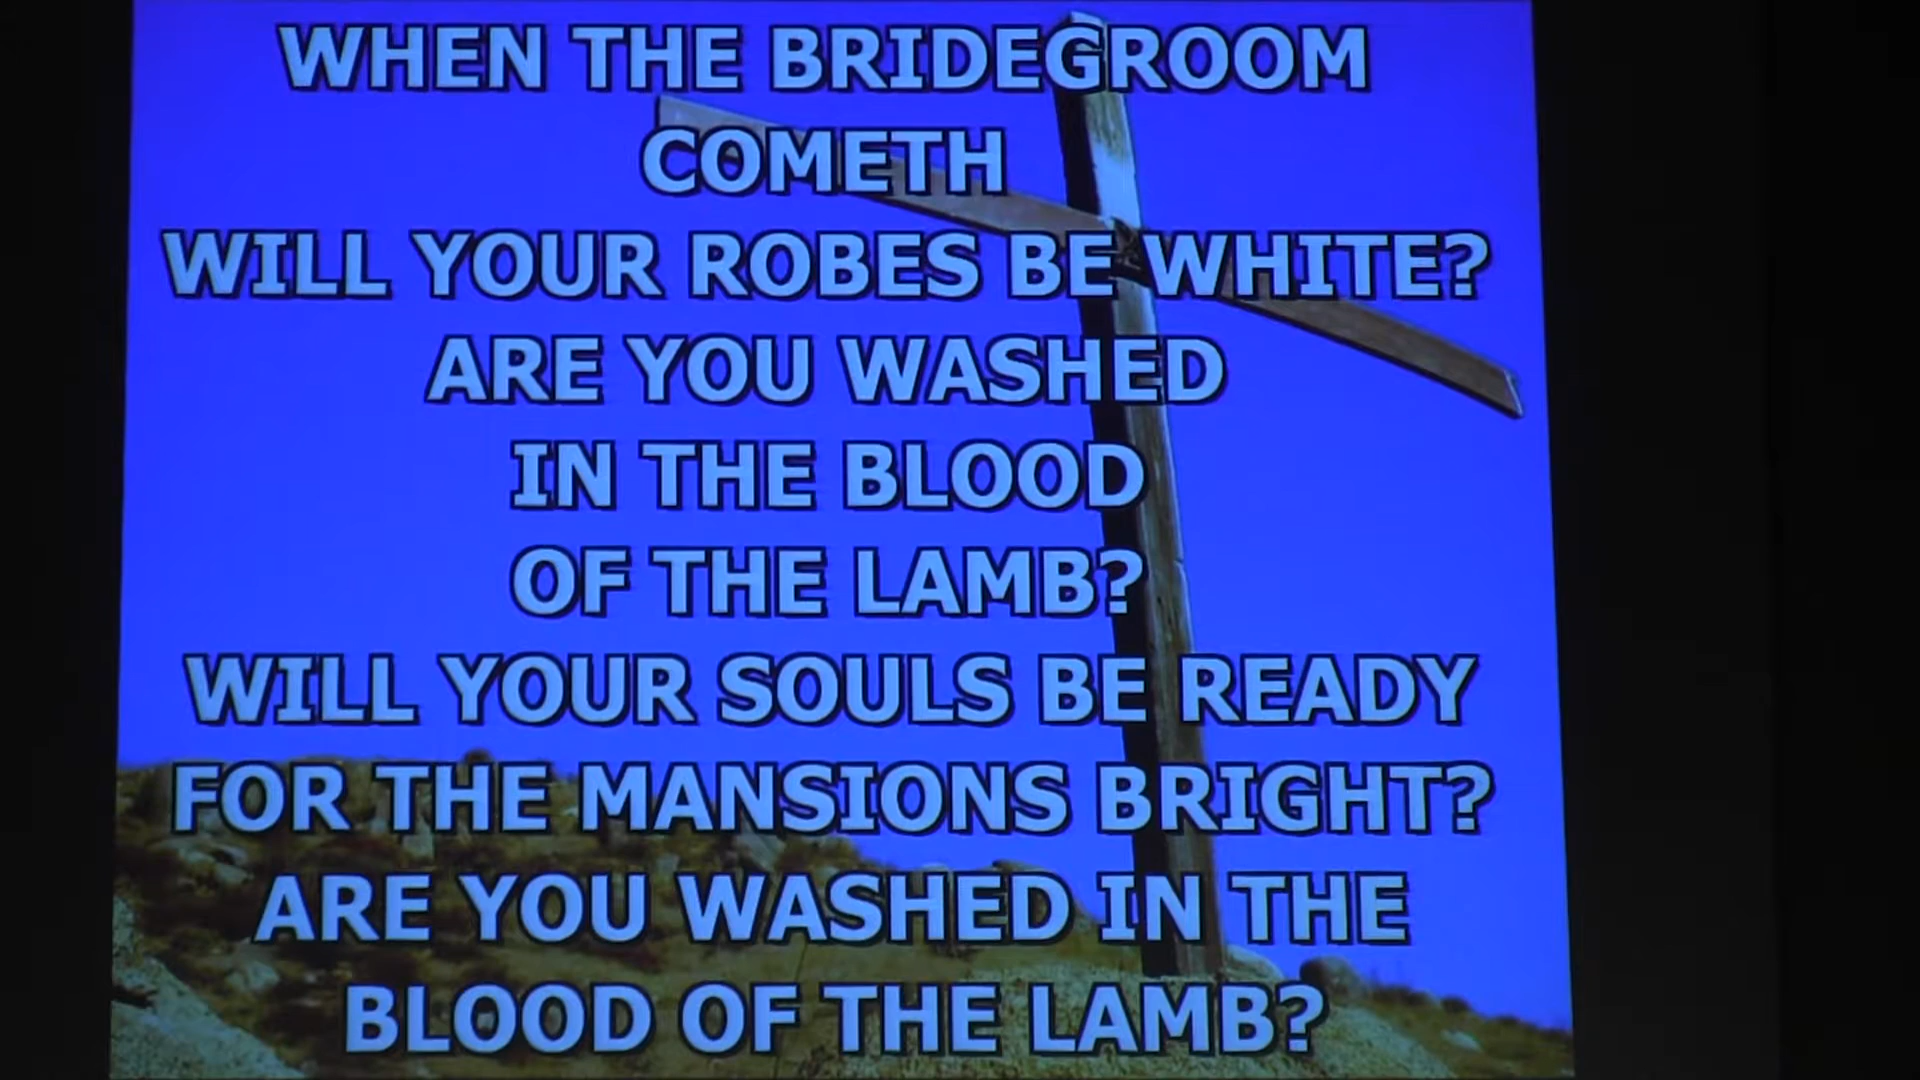 WHEN THE BRIDEGROOM
COMETH
WILL YOUR ROBES BE WHITE?
ARE YOU WASHED
IN THE BLOOD
OF THE LAMB?
WILL YOUR SOULS BE READY
FOR THE MANSIONS BRIGHT?
ARE YOU WASHED IN THE
BLOOD OF THE LAMB?